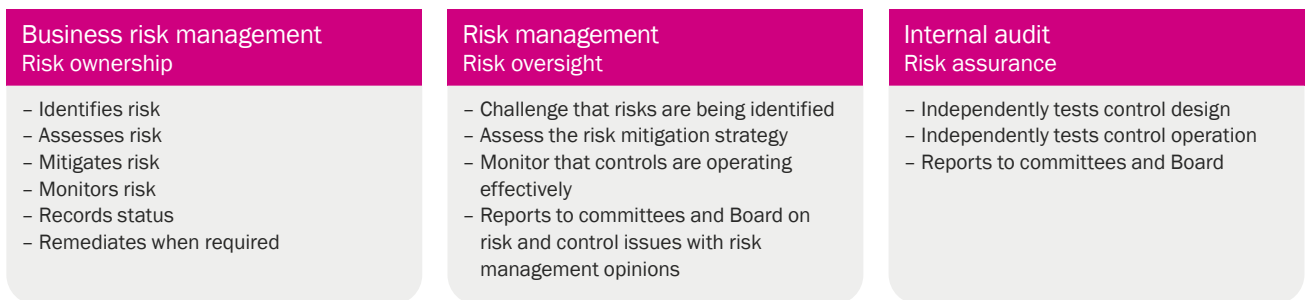 Business risk management
Risk ownership
– Identifies risk
– Assesses risk
– Mitigates risk
– Monitors risk
– Records status
– Remediates when required
Risk management
Risk oversight
– Challenge that risks are being identified
– Assess the risk mitigation strategy
– Monitor that controls are operating
effectively
– Reports to committees and Board on
risk and control issues with risk
management opinions
Internal audit
Risk assurance
– Independently tests control design
– Independently tests control operation
– Reports to committees and Board